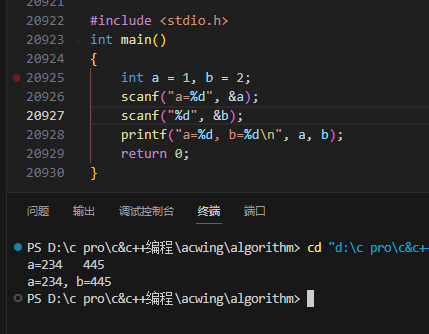 20921
20922 #include <stdio.h>
20923 int main()
20924 {
20925 int a = 1, b = 2;
20926 scanf("a=%d", &a);
20927 scanf("%d", &b);
20928 printf("a=%d, b=%d\n", a, b);
20929 return 0;
20930 }
问题 输出 调试控制台 终端 端口
PS D:\c pro\c&c++编程\acwing\algorithm> cd "d:\c pro\c&c+
a=234 445
a=234, b=445
PS D:\c pro\c&c++编程\acwing\algorithm>